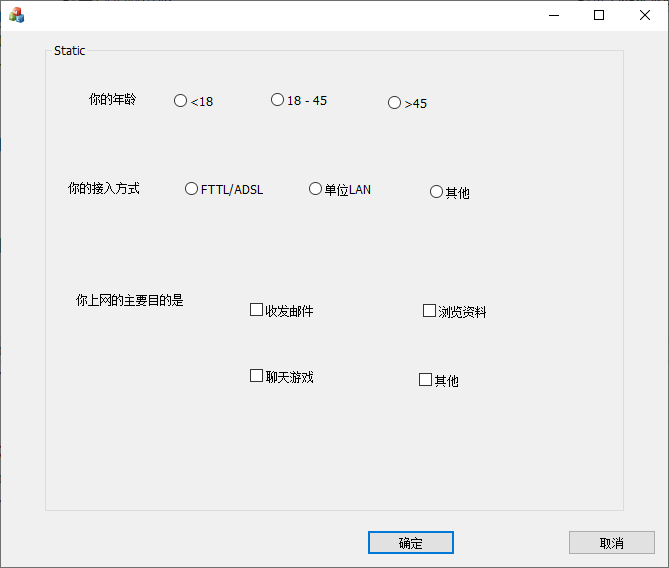 Static
你的年龄 <18 18 - 45 >45
你的接入方式 FTTL/ADSL 单位LAN 其他
你上网的主要目的是 收发邮件 浏览资料
聊天游戏 其他
确定 取消